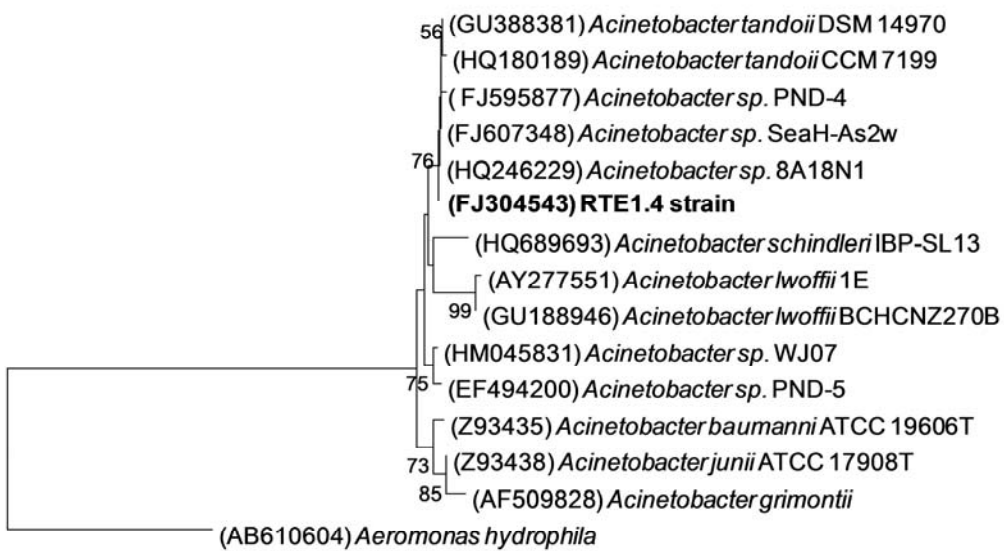 56
(GU388381) Acinetobacter tandoii DSM 14970
(HQ180189) Acinetobacter tandoii CCM 7199
( FJ595877) Acinetobacter sp. PND-4
(FJ607348) Acinetobacter sp. SeaH-As2w
76
(HQ246229) Acinetobacter sp. 8A18N1
(FJ304543) RTE1.4 strain
(HQ689693) Acinetobacter schindleri IBP-SL13
(AY277551) Acinetobacter lwoffii 1E
99
(GU188946) Acinetobacter lwoffii BCHCNZ270B
(HM045831) Acinetobacter sp. WJ07
75
(EF494200) Acinetobacter sp. PND-5
(Z93435) Acinetobacter baumanni ATCC 19606T
73
(Z93438) Acinetobacter junii ATCC 17908T
85
(AF509828) Acinetobacter grimontii
(AB610604) Aeromonas hydrophila